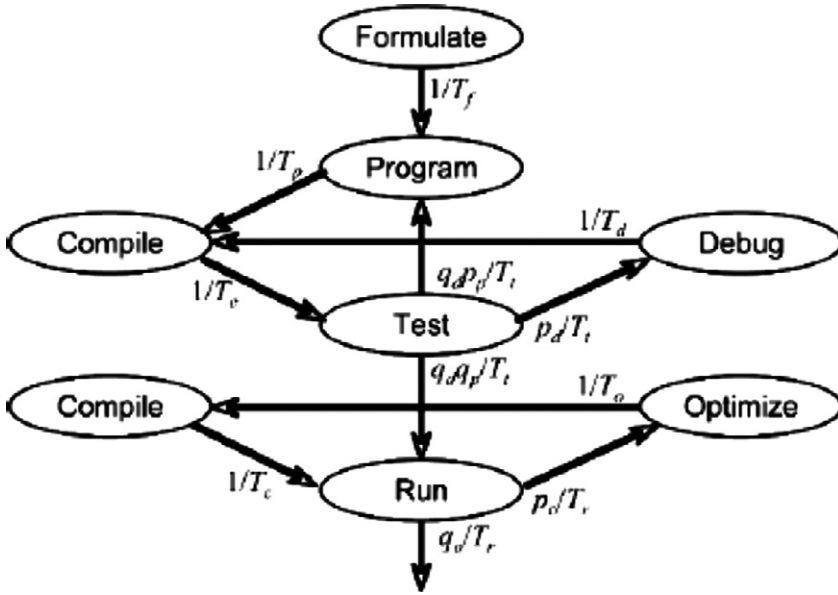 Formulate
1/T_f
1/T_p
Program
Compile
1/T_d
Debug
1/T_c
q_d p_p/T_t
Test
p_d/T_t
q_d q_p/T_t
Compile
1/T_o
Optimize
1/T_c
Run
p_o/T_r
q_o/T_r